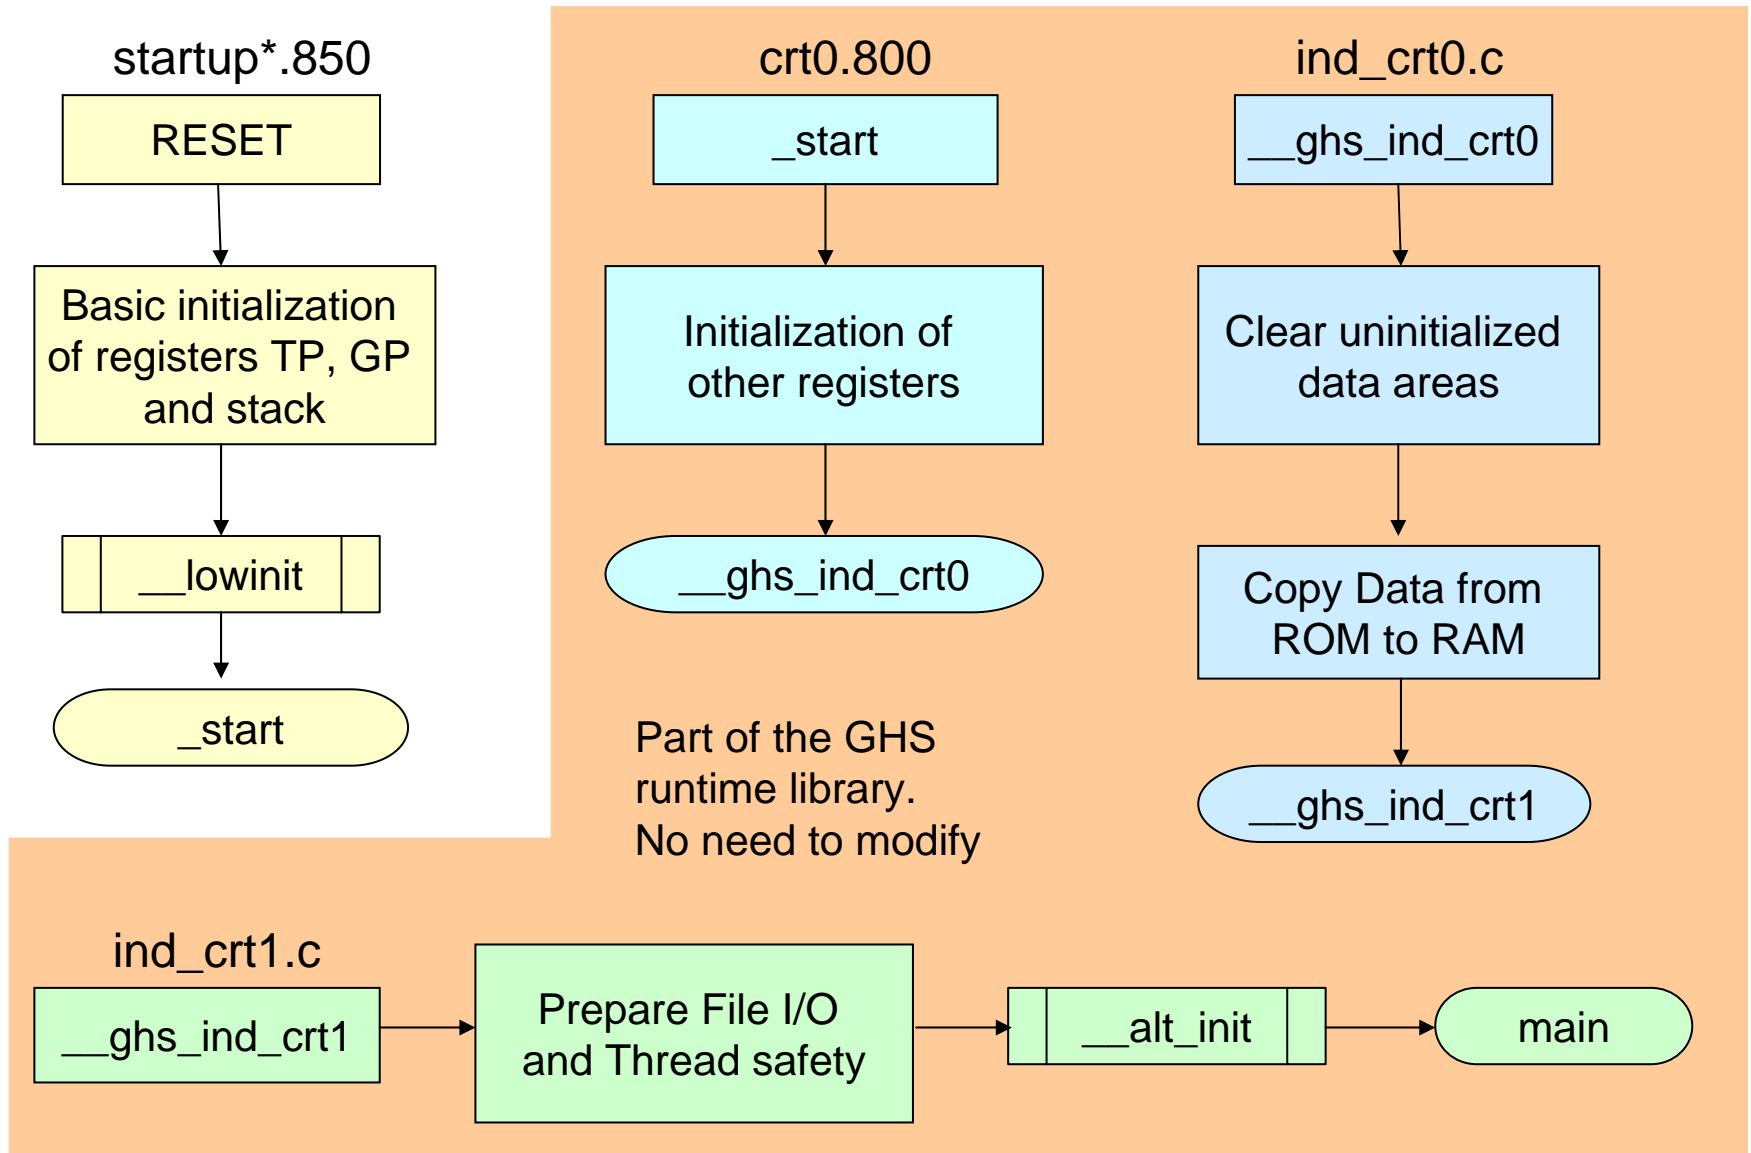 startup*.850
RESET
Basic initialization
of registers TP, GP
and stack
__lowinit
_start
crt0.800
_start
Initialization of
other registers
__ghs_ind_crt0
ind_crt0.c
__ghs_ind_crt0
Clear uninitialized
data areas
Copy Data from
ROM to RAM
__ghs_ind_crt1
Part of the GHS
runtime library.
No need to modify
ind_crt1.c
__ghs_ind_crt1
Prepare File I/O
and Thread safety
__alt_init
main